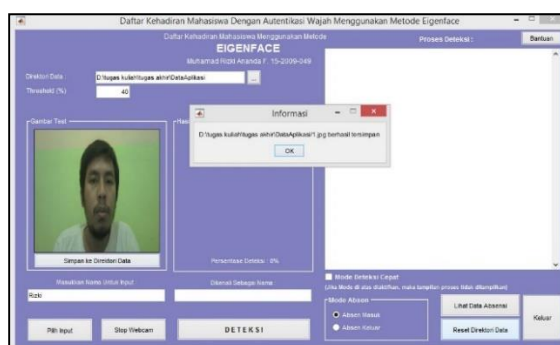 Daftar Kehadiran Mahasiswa Dengan Autentikasi Wajah Menggunakan Metode Eigenface
Daftar Kehadiran Mahasiswa Menggunakan Metode
EIGENFACE
Muhamad Rizki Ananda F. 15-2009-049
Proses Deteksi :
Bantuan
Direktori Data :
D:\tugas kuliah\tugas akhir\DataAplikasi
...
Threshold (%)
40
Gambar Test
Has
Informasi
D:\tugas kuliah\tugas akhir\DataAplikasi\1.jpg berhasil tersimpan
OK
Simpan ke Direktori Data
Persentase Deteksi : 0%
Masukkan Nama Untuk Input
Rizki
Dikenali Sebagai Nama :
Mode Deteksi Cepat
(Jika Mode di atas diaktifkan, maka tampilan proses tidak ditampilkan)
Mode Absen
Absen Masuk
Absen Keluar
Lihat Data Absensi
Reset Direktori Data
Keluar
Pilih Input
Stop Webcam
DETEKSI